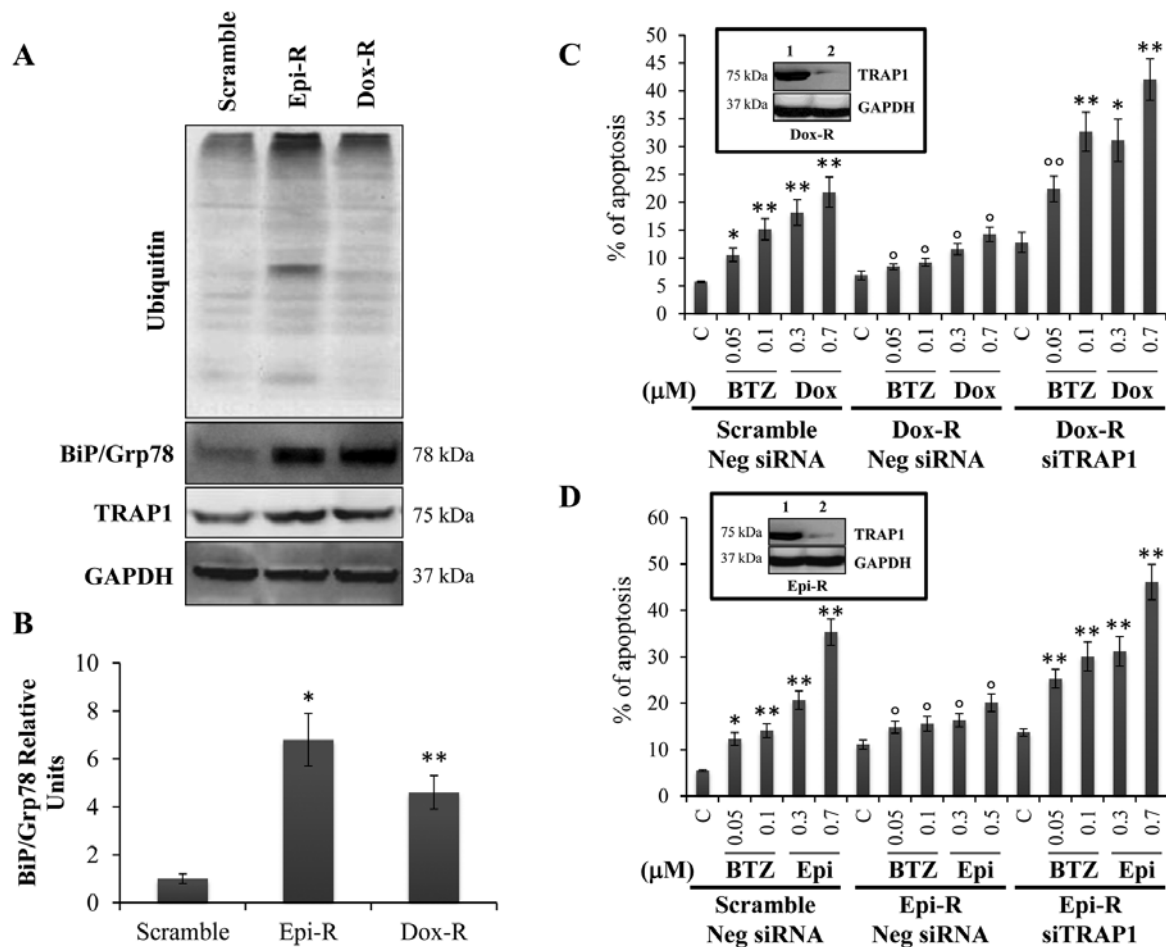 A
Scramble
Epi-R
Dox-R
Ubiquitin
BiP/Grp78
78 kDa
TRAP1
75 kDa
GAPDH
37 kDa
B
BiP/Grp78 Relative
Units
10
8
6
4
2
0
*
**
Scramble
Epi-R
Dox-R
C
% of apoptosis
50
45
40
35
30
25
20
15
10
5
0
1 2
75 kDa TRAP1
37 kDa GAPDH
Dox-R
* ** ** ** ° ° ° ° °° ** * **
C 0.05 0.1 0.3 0.7 C 0.05 0.1 0.3 0.7 C 0.05 0.1 0.3 0.7
(µM) BTZ Dox BTZ Dox BTZ Dox
Scramble Dox-R Dox-R
Neg siRNA Neg siRNA siTRAP1
D
% of apoptosis
60
50
40
30
20
10
0
1 2
75 kDa TRAP1
37 kDa GAPDH
Epi-R
* ** ** ** ° ° ° ° ** ** ** **
C 0.05 0.1 0.3 0.7 C 0.05 0.1 0.3 0.5 C 0.05 0.1 0.3 0.7
(µM) BTZ Epi BTZ Epi BTZ Epi
Scramble Epi-R Epi-R
Neg siRNA Neg siRNA siTRAP1